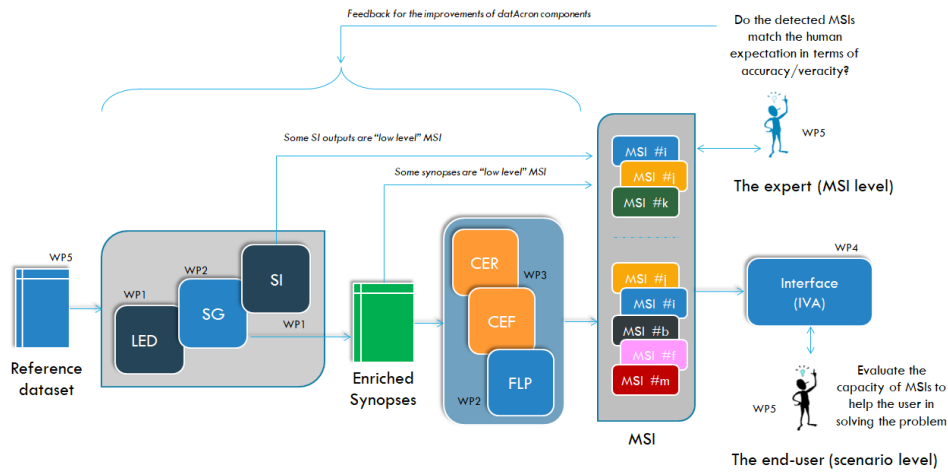 Feedback for the improvements of datAcron components
Do the detected MSIs
match the human
expectation in terms of
accuracy/veracity?
WP5
The expert (MSI level)
Some SI outputs are "low level" MSI
Some synopses are "low level" MSI
MSI #i
MSI #j
MSI #k
WP5
Reference
dataset
WP1
LED
WP2
SG
SI
WP1
Enriched
Synopses
CER
WP3
CEF
WP2
FLP
MSI #j
MSI #i
MSI #b
MSI #f
MSI #m
MSI
WP4
Interface
(IVA)
WP5
Evaluate the
capacity of MSIs to
help the user in
solving the problem
The end-user (scenario level)